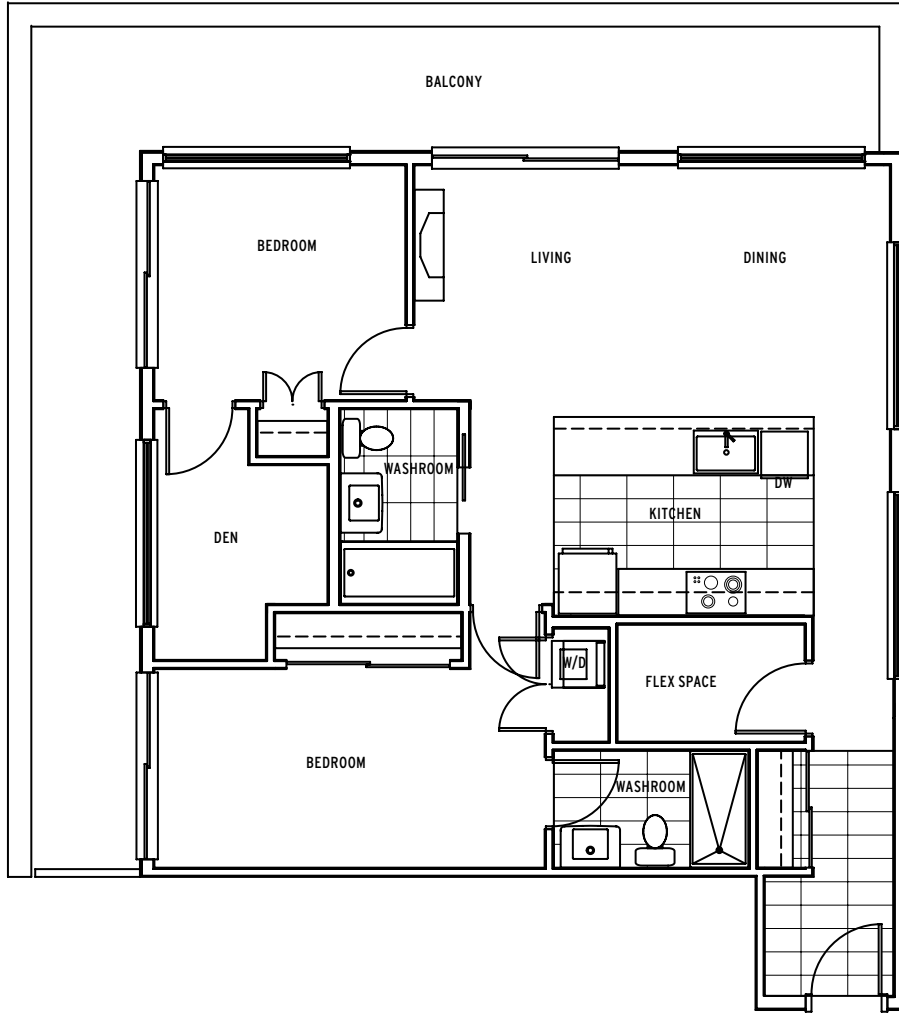 BALCONY
BEDROOM
LIVING
DINING
WASHROOM
DW
KITCHEN
DEN
W/D
FLEX SPACE
BEDROOM
WASHROOM